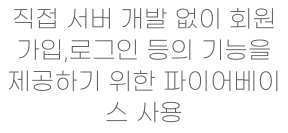 직접 서버 개발 없이 회원
가입,로그인 등의 기능을
제공하기 위한 파이어베이
스 사용